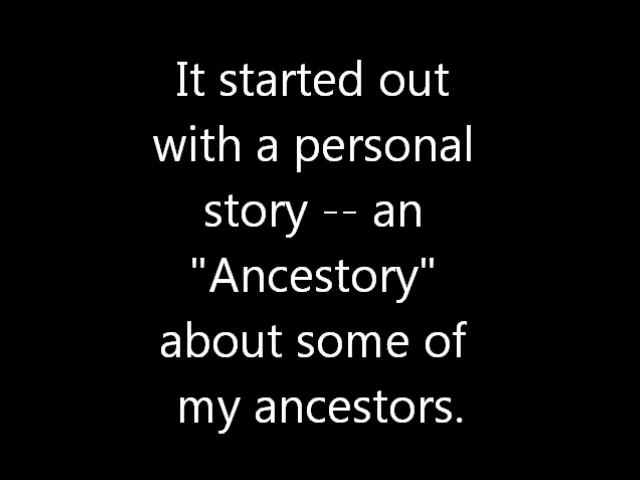 It started out
with a personal
story -- an
"Ancestory"
about some of
my ancestors.